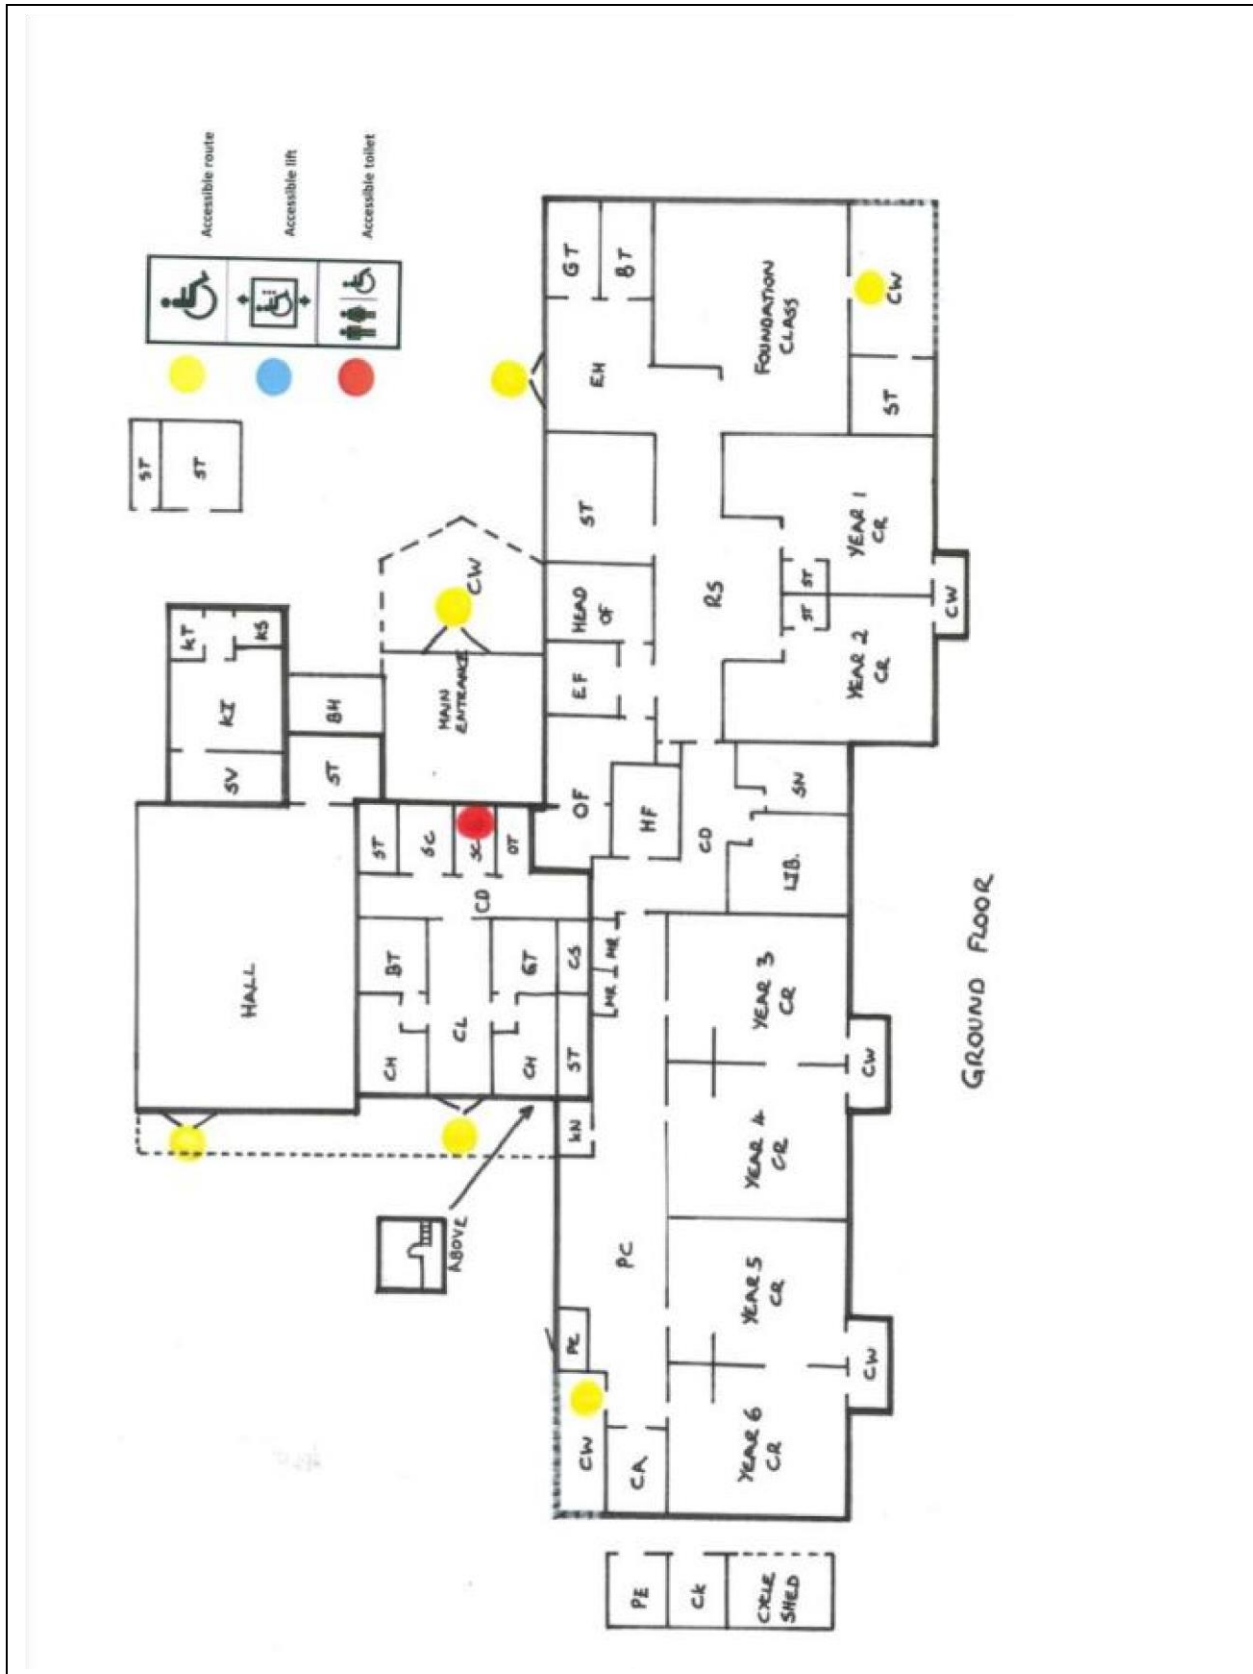 Accessible route
Accessible lift
Accessible toilet
ST
ST
KT
KS
KI
BH
SV
ST
HALL
MAIN
ENTRANCE
CW
GT
BT
EH
FOUNDATION
CLASS
CW
ST
ST
HEAD
OF
EF
RS
YEAR 1
CR
ST
ST
YEAR 2
CR
CW
OF
HF
CD
SN
LIB.
ST
SC
SC
OT
CD
BT
GT
CS
MR
MR
CL
CH
CH
ST
KN
ABOVE
YEAR 3
CR
YEAR 4
CR
CW
PC
PE
YEAR 5
CR
YEAR 6
CR
CW
CW
CA
PE
CK
CYCLE
SHED
GROUND FLOOR